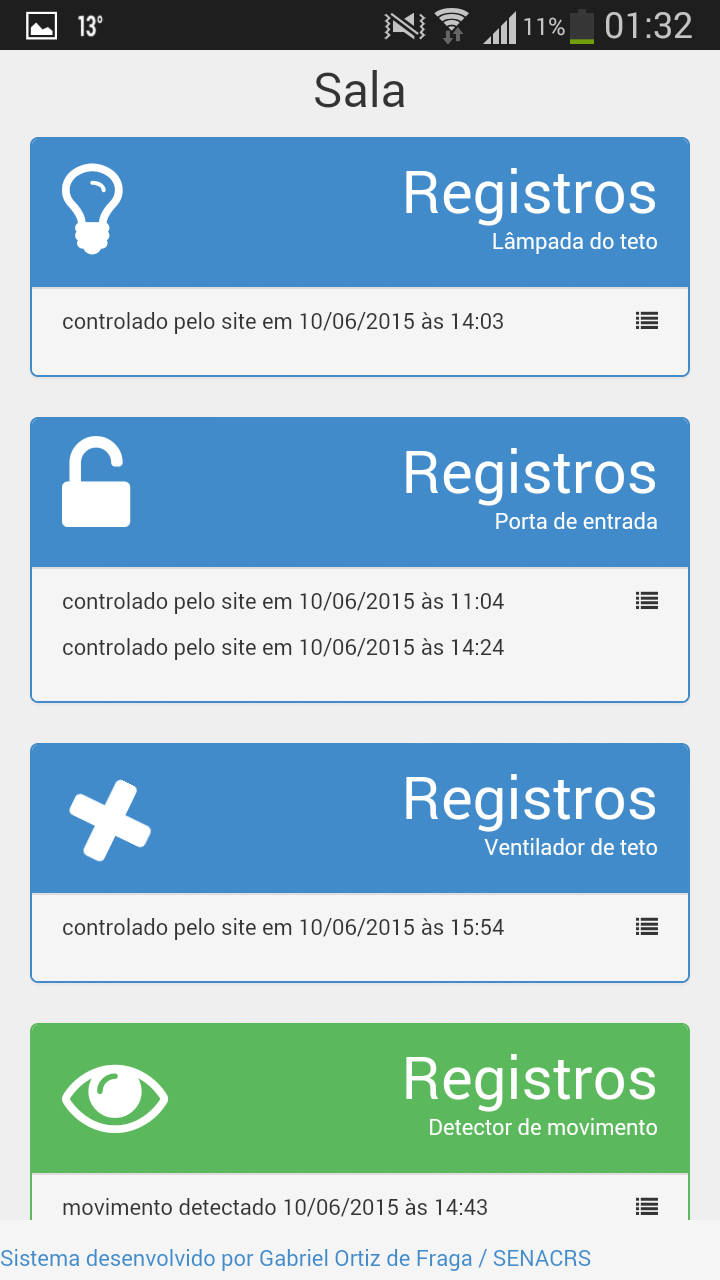 13°
11%
01:32
Sala
Registros
Lâmpada do teto
controlado pelo site em 10/06/2015 às 14:03
Registros
Porta de entrada
controlado pelo site em 10/06/2015 às 11:04
controlado pelo site em 10/06/2015 às 14:24
Registros
Ventilador de teto
controlado pelo site em 10/06/2015 às 15:54
Registros
Detector de movimento
movimento detectado 10/06/2015 às 14:43
Sistema desenvolvido por Gabriel Ortiz de Fraga / SENACRS